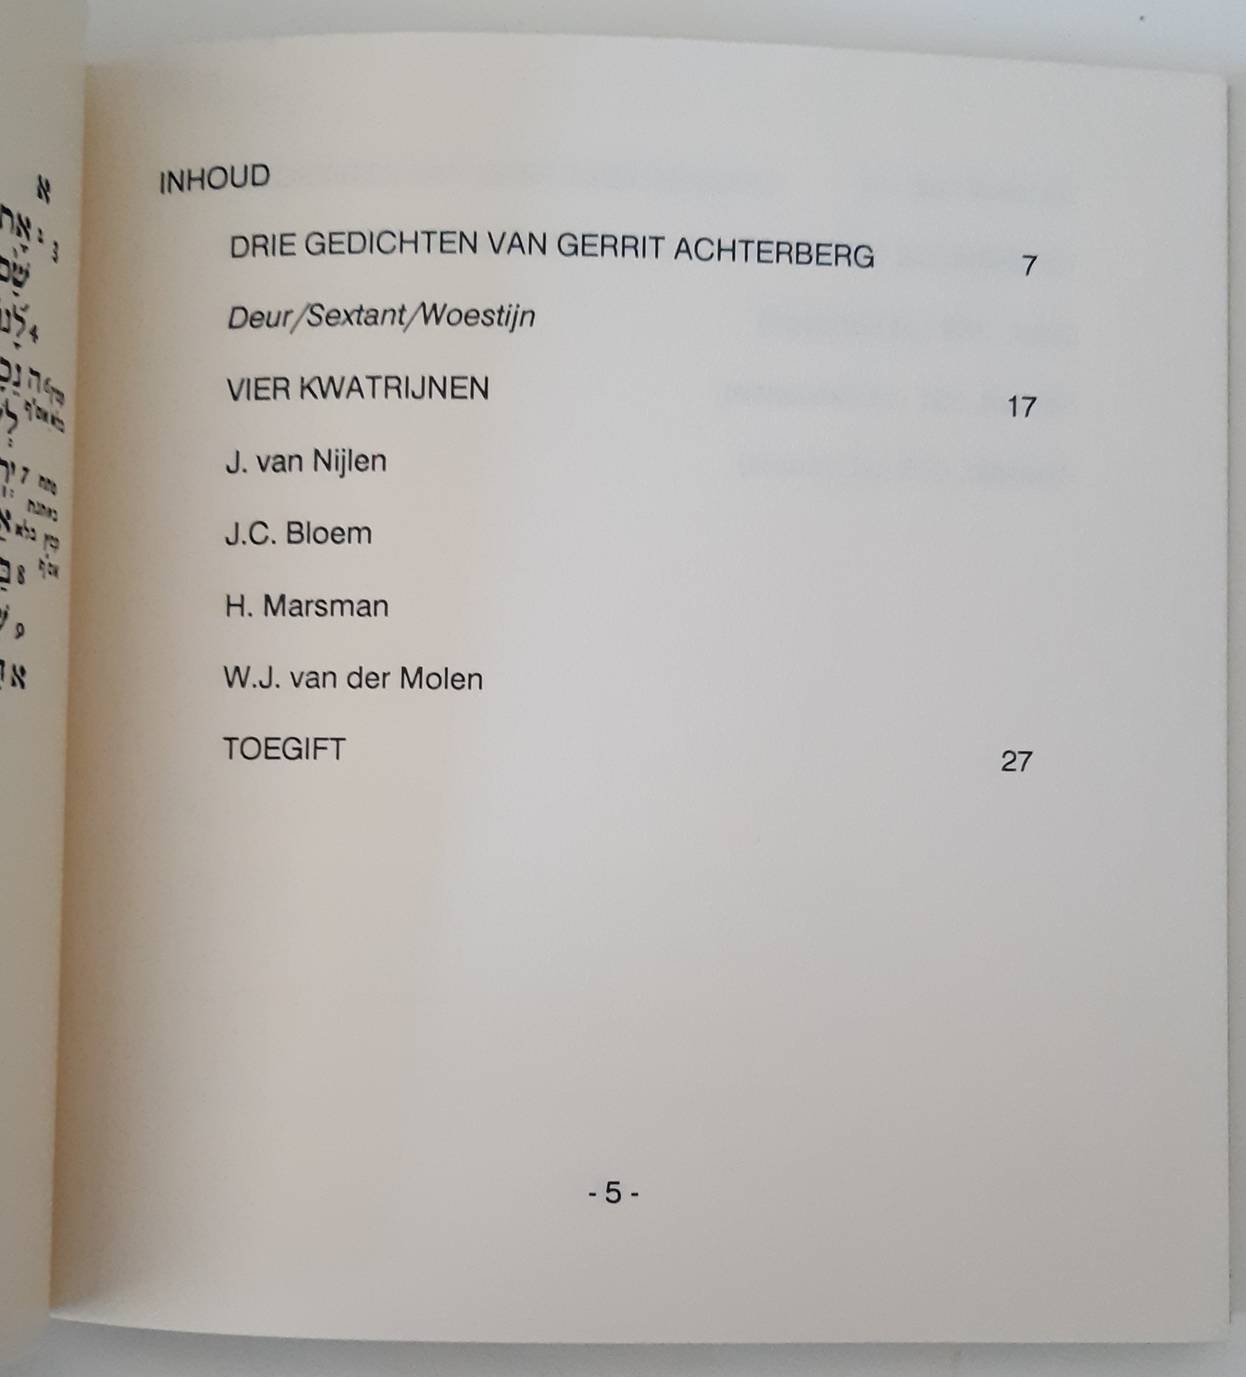 INHOUD
DRIE GEDICHTEN VAN GERRIT ACHTERBERG 7
Deur/Sextant/Woestijn
VIER KWATRIJNEN 17
J. van Nijlen
J.C. Bloem
H. Marsman
W.J. van der Molen
TOEGIFT 27
- 5 -